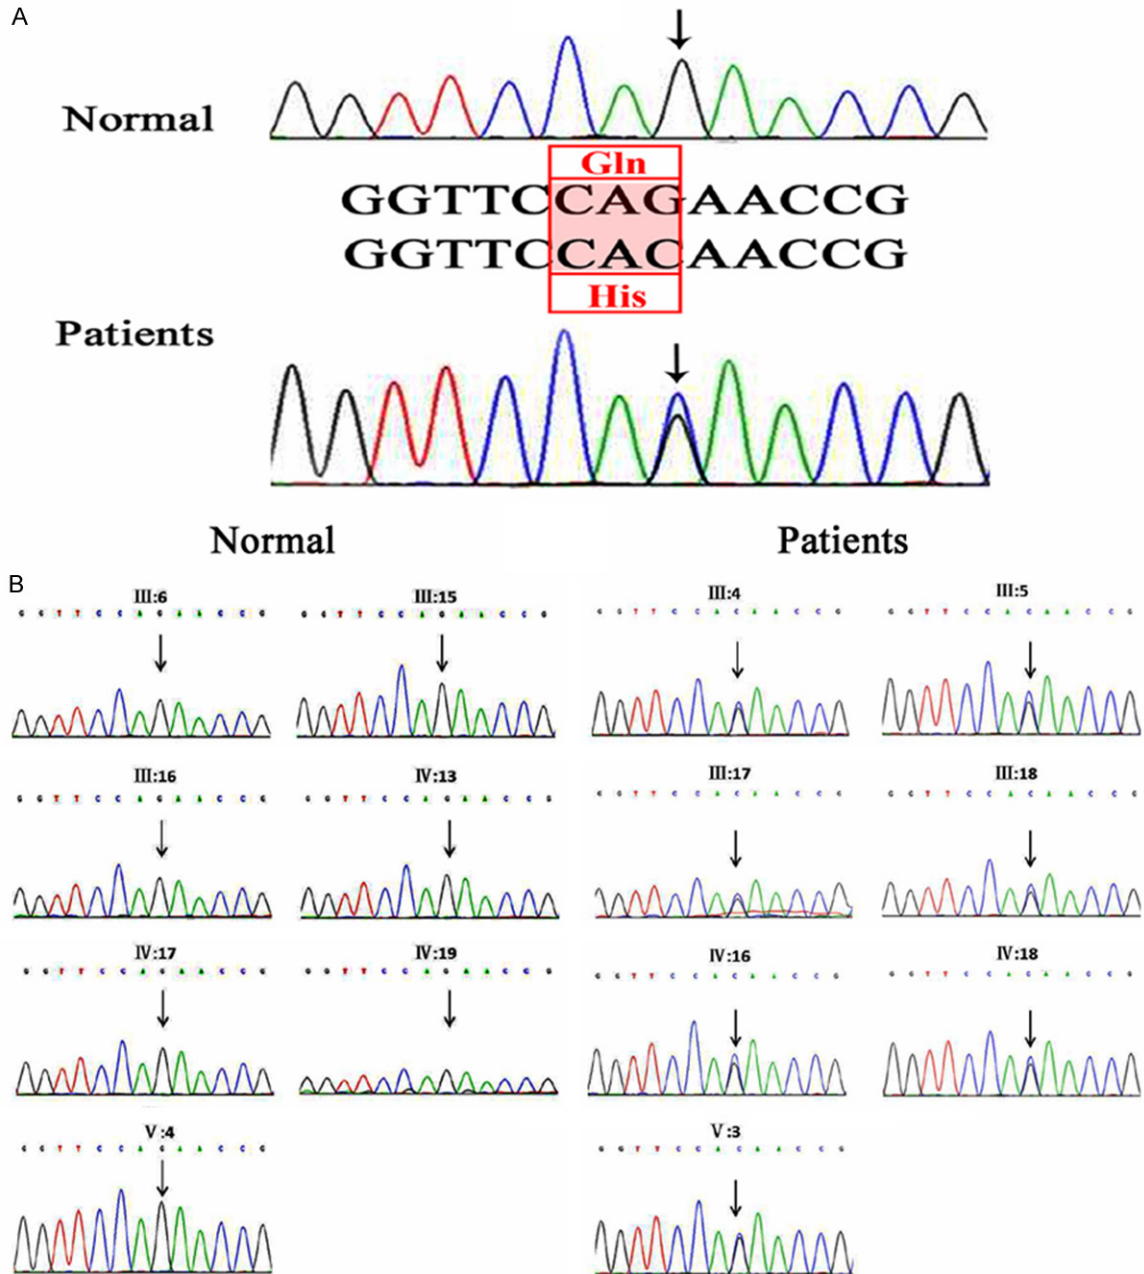 A
Normal
Gln
GGTTCCAGAACCG
GGTTCCACAACCG
His
Patients
Normal Patients
B
III:6 III:15 III:4 III:5
G G T T C C A G A A C C G G G T T C C A G A A C C G G G T T C C A C A A C C G G G T T C C A C A A C C G
III:16 IV:13 III:17 III:18
G G T T C C A G A A C C G G G T T C C A G A A C C G G G T T C C A C A A C C G G G T T C C A C A A C C G
IV:17 IV:19 IV:16 IV:18
G G T T C C A G A A C C G G G T T C C A G A A C C G G G T T C C A C A A C C G G G T T C C A C A A C C G
V:4 V:3
G G T T C C A G A A C C G G G T T C C A C A A C C G